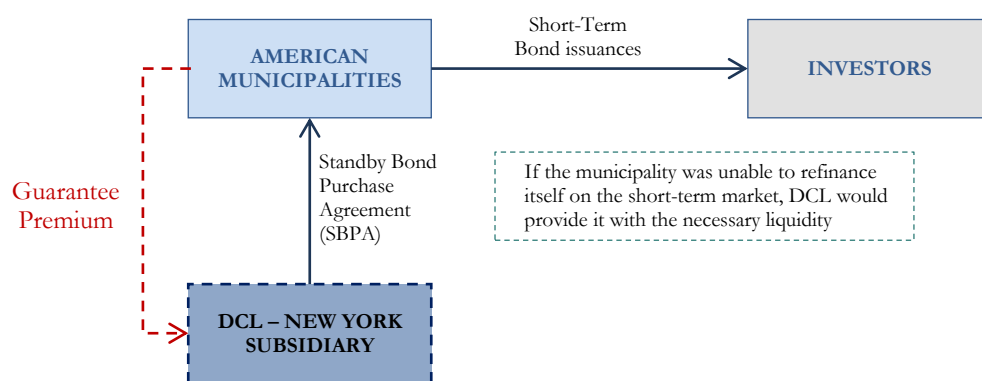 Short-Term
Bond issuances
AMERICAN
MUNICIPALITIES
INVESTORS
Guarantee
Premium
Standby Bond
Purchase
Agreement
(SBPA)
If the municipality was unable to refinance
itself on the short-term market, DCL would
provide it with the necessary liquidity
DCL – NEW YORK
SUBSIDIARY